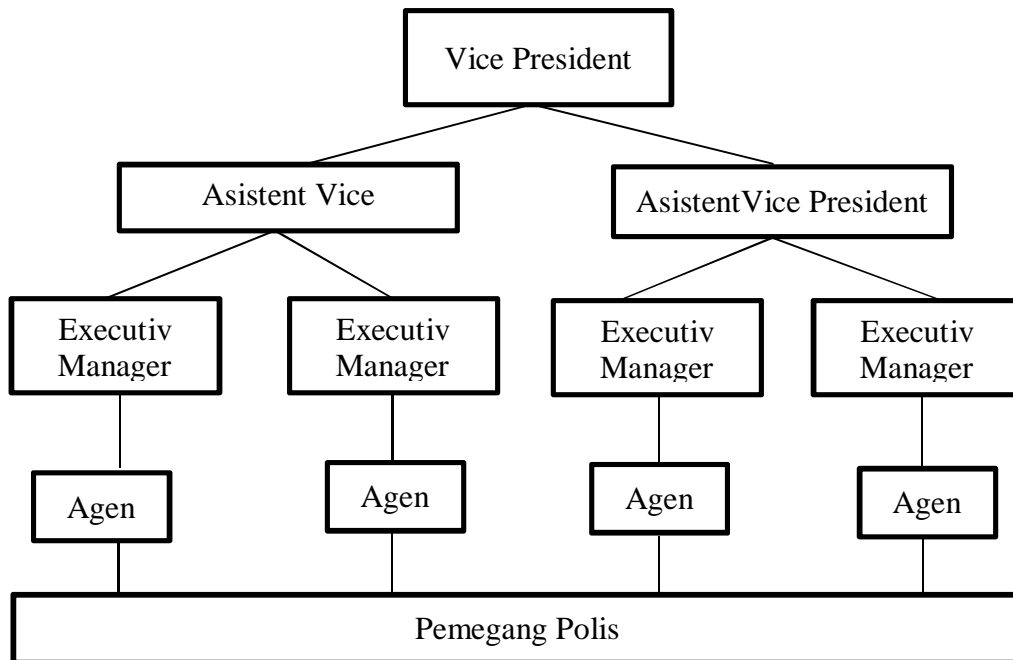 Vice President
Asistent Vice
AsistentVice President
Executiv
Manager
Executiv
Manager
Executiv
Manager
Executiv
Manager
Agen
Agen
Agen
Agen
Pemegang Polis